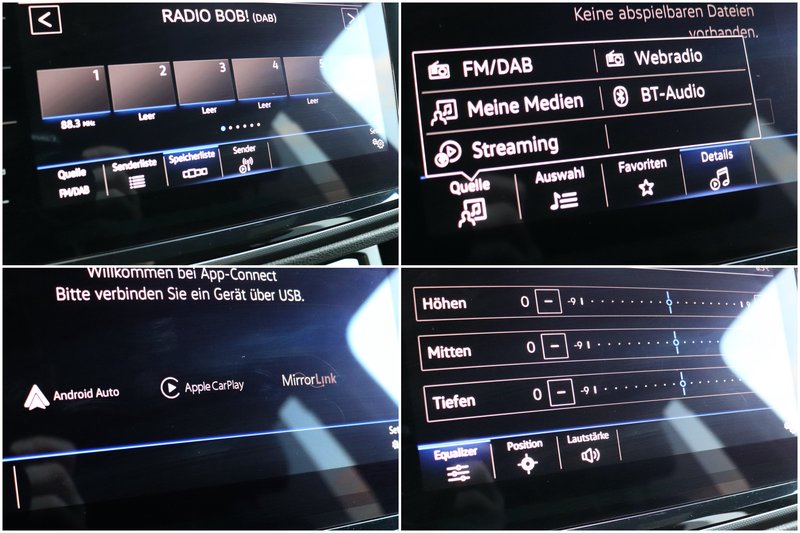 RADIO BOB! (DAB)
1
2
3
4
5
88.3 MHz
Leer
Leer
Leer
Leer
Quelle
FM/DAB
Senderliste
Speicherliste
Sender
Keine abspielbaren Dateien
vorhanden.
FM/DAB
Webradio
Meine Medien
BT-Audio
Streaming
Quelle
Auswahl
Favoriten
Details
Willkommen bei App-Connect
Bitte verbinden Sie ein Gerät über USB.
Android Auto
Apple CarPlay
MirrorLink
Höhen 0 - -9
Mitten 0 - -9
Tiefen 0 - -9
Equalizer
Position
Lautstärke